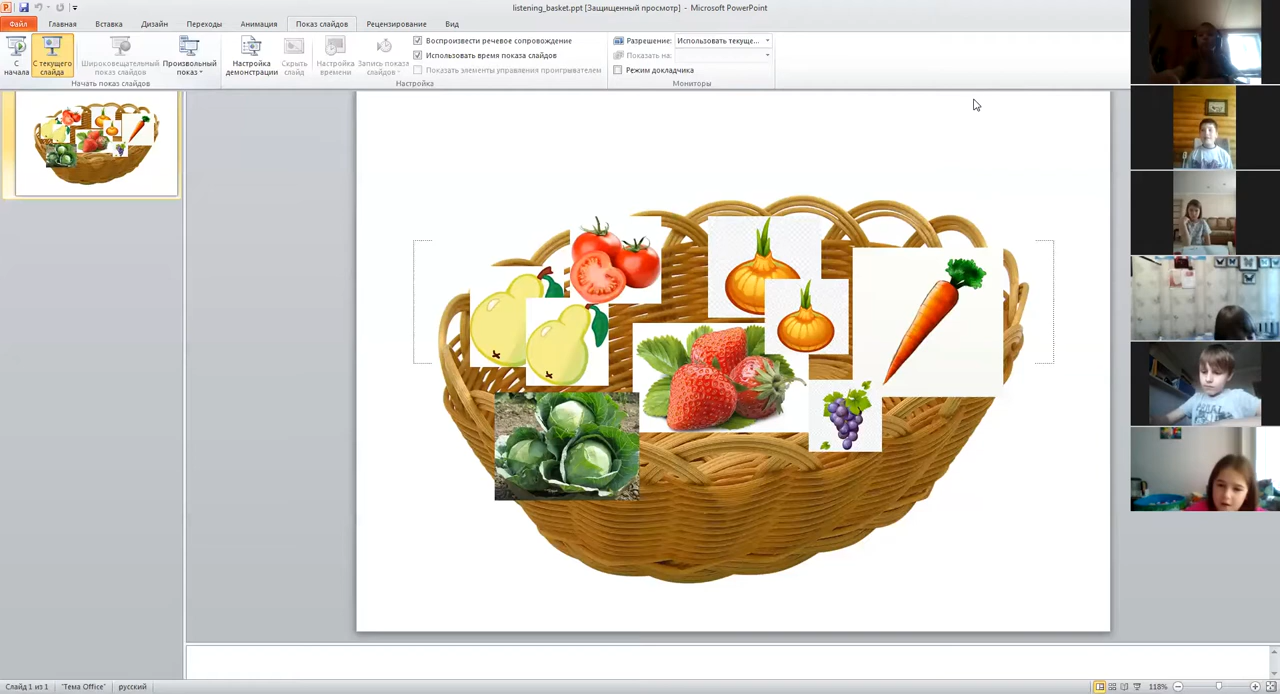 listening_basket.ppt [Защищенный просмотр] - Microsoft PowerPoint
Файл Главная Вставка Дизайн Переходы Анимация Показ слайдов Рецензирование Вид
С начала
С текущего слайда
Широковещательный показ слайдов
Произвольный показ
Начать показ слайдов
Настройка демонстрации
Скрыть слайд
Настройка времени
Запись показа слайдов
Воспроизвести речевое сопровождение
Использовать время показа слайдов
Показать элементы управления проигрывателем
Настройка
Разрешение: Использовать текуще...
Показать на:
Режим докладчика
Мониторы
Слайд 1 из 1 "Тема Office" русский 118%